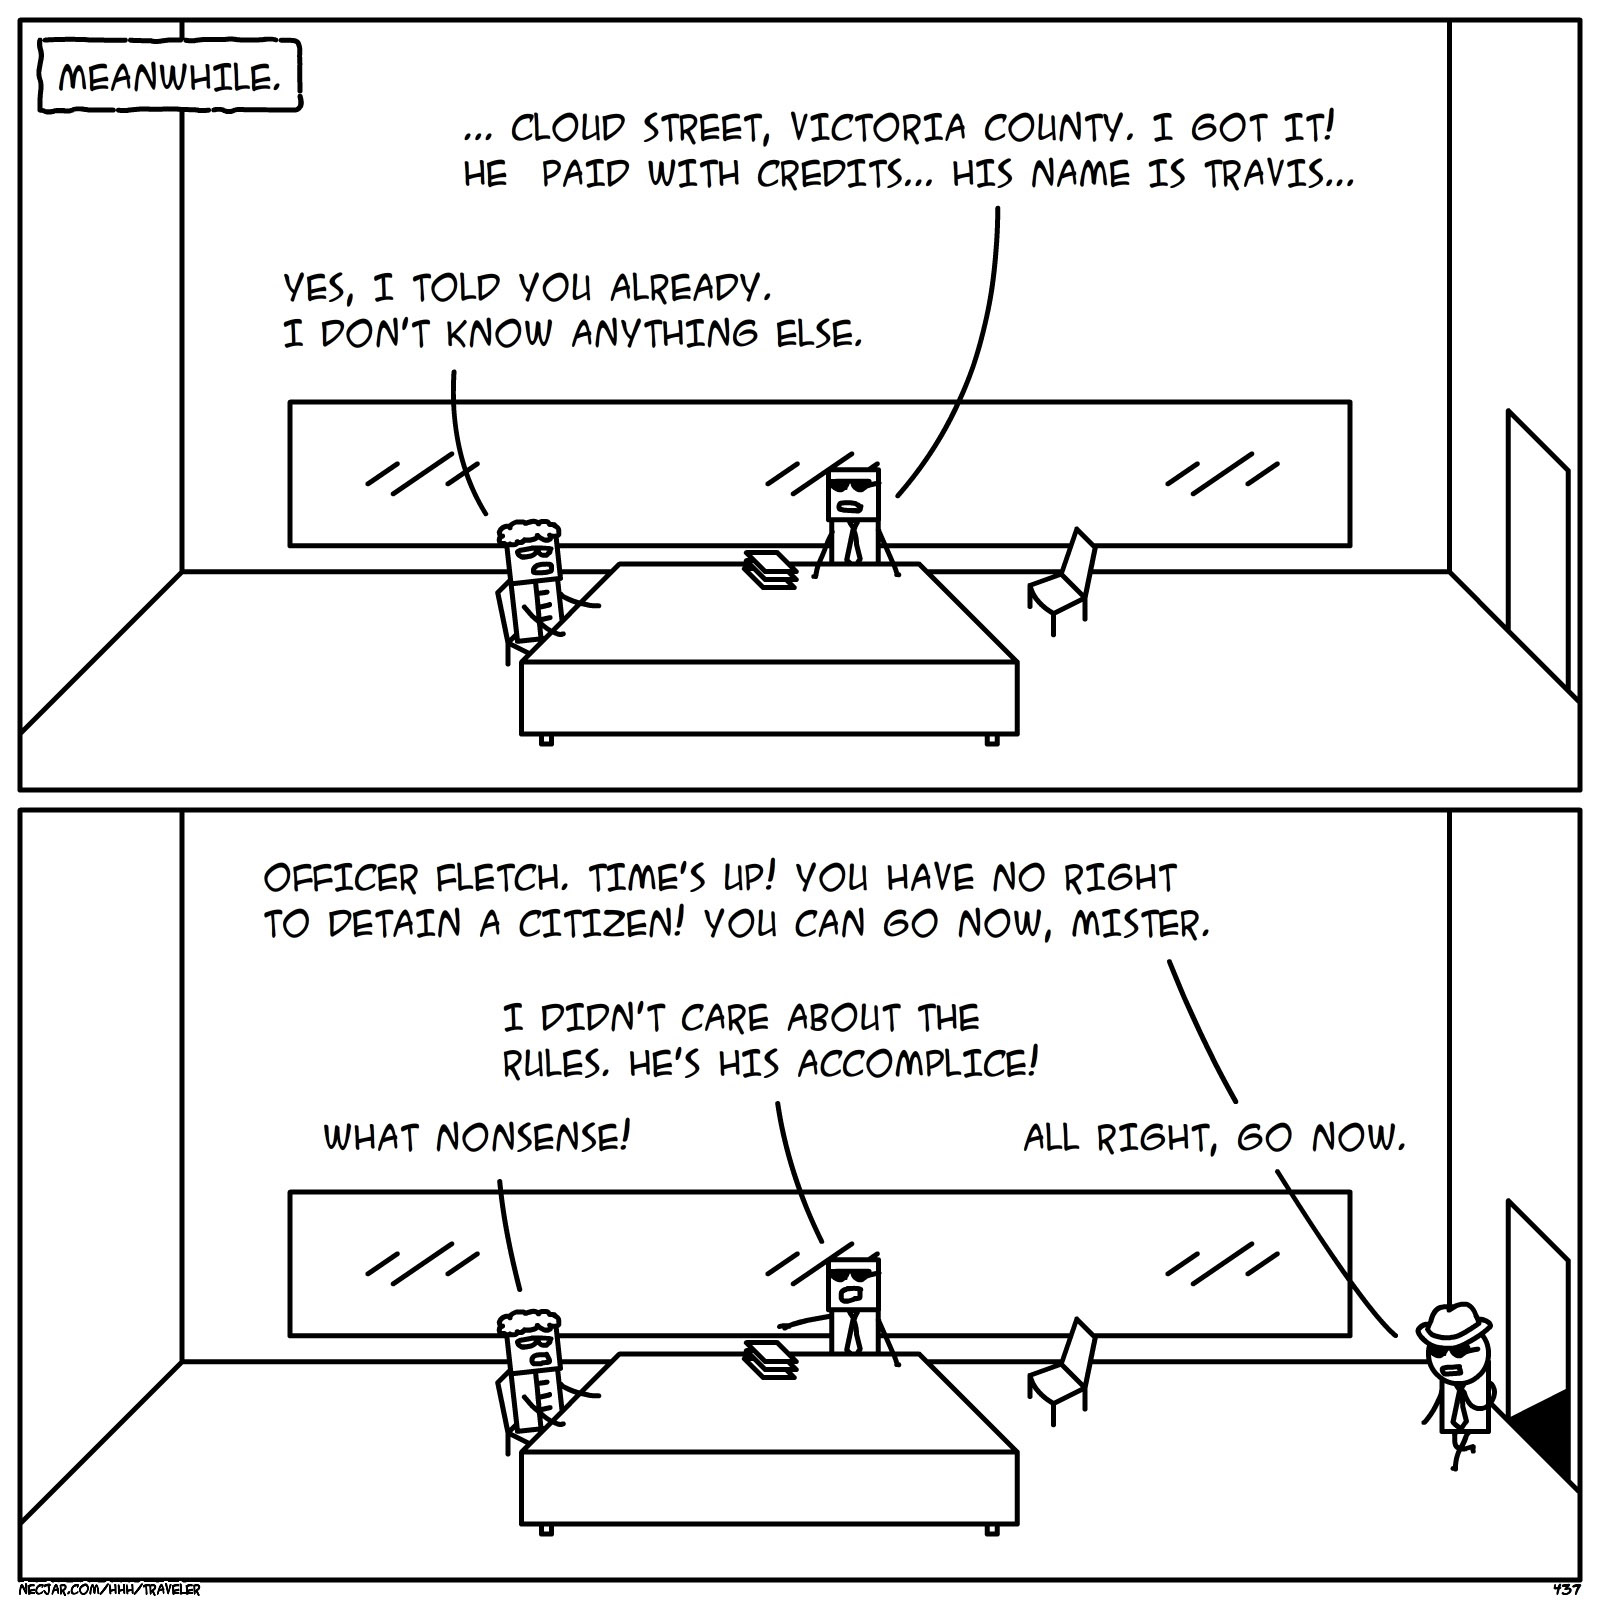 MEANWHILE.
... CLOUD STREET, VICTORIA COUNTY. I GOT IT!
HE PAID WITH CREDITS... HIS NAME IS TRAVIS...
YES, I TOLD YOU ALREADY.
I DON'T KNOW ANYTHING ELSE.
OFFICER FLETCH. TIME'S UP! YOU HAVE NO RIGHT
TO DETAIN A CITIZEN! YOU CAN GO NOW, MISTER.
I DIDN'T CARE ABOUT THE
RULES. HE'S HIS ACCOMPLICE!
WHAT NONSENSE!
ALL RIGHT, GO NOW.
NECJAR.COM/HHH/TRAVELER
437